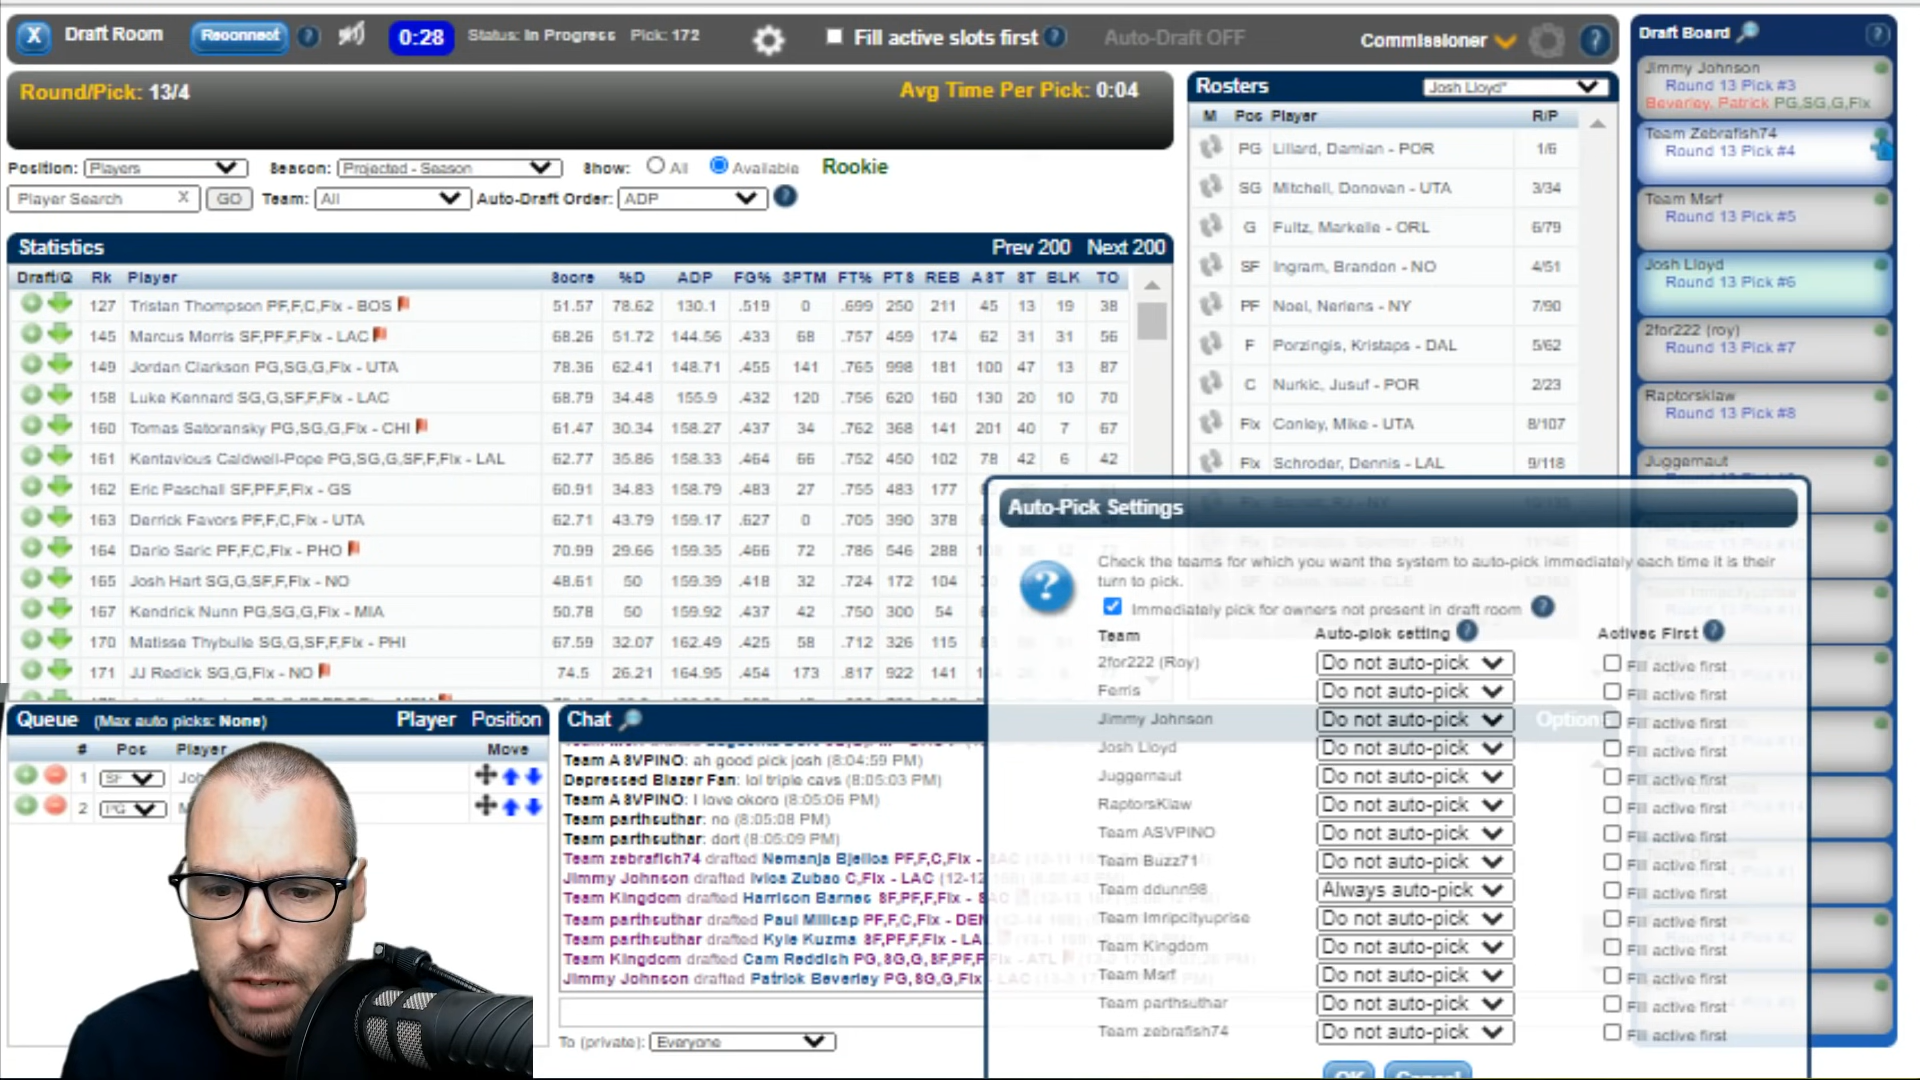 X Draft Room Reconnect ? 0:28 Status: In Progress Pick: 172 Fill active slots first ? Auto-Draft OFF Commissioner ?
Round/Pick: 13/4 Avg Time Per Pick: 0:04
Position: Players Season: Projected - Season Show: All Available Rookie
Player Search X GO Team: All Auto-Draft Order: ADP ?
Statistics Prev 200 Next 200
Draft/Q Rk Player Score %D ADP FG% 3PTM FT% PTS REB AST ST BLK TO
127 Tristan Thompson PF,F,C,Flx - BOS 51.57 78.62 130.1 .519 0 .699 250 211 45 13 19 38
145 Marcus Morris SF,PF,F,Flx - LAC 68.26 51.72 144.56 .433 68 .757 459 174 62 31 31 56
149 Jordan Clarkson PG,SG,G,Flx - UTA 78.36 62.41 148.71 .455 141 .765 998 181 100 47 13 87
158 Luke Kennard SG,G,SF,F,Flx - LAC 68.79 34.48 155.9 .432 120 .756 620 160 130 20 10 70
160 Tomas Satoransky PG,SG,G,Flx - CHI 61.47 30.34 158.27 .437 34 .762 368 141 201 40 7 67
161 Kentavious Caldwell-Pope PG,SG,G,SF,F,Flx - LAL 62.77 35.86 158.33 .464 66 .752 450 102 78 42 6 42
162 Eric Paschall SF,PF,F,Flx - GS 60.91 34.83 158.79 .483 27 .755 483 177
163 Derrick Favors PF,F,C,Flx - UTA 62.71 43.79 159.17 .627 0 .705 390 378
164 Dario Saric PF,F,C,Flx - PHO 70.99 29.66 159.35 .466 72 .786 546 288
165 Josh Hart SG,G,SF,F,Flx - NO 48.61 50 159.39 .418 32 .724 172 104
167 Kendrick Nunn PG,SG,G,Flx - MIA 50.78 50 159.92 .437 42 .750 300 54
170 Matisse Thybulle SG,G,SF,F,Flx - PHI 67.59 32.07 162.49 .425 58 .712 326 115
171 JJ Redick SG,G,Flx - NO 74.5 26.21 164.95 .454 173 .817 922 141
Rosters Josh Lloyd*
M Pos Player R/P
PG Lillard, Damian - POR 1/6
SG Mitchell, Donovan - UTA 3/34
G Fultz, Markelle - ORL 6/79
SF Ingram, Brandon - NO 4/51
PF Noel, Nerlens - NY 7/90
F Porzingis, Kristaps - DAL 5/62
C Nurkic, Jusuf - POR 2/23
Flx Conley, Mike - UTA 8/107
Flx Schroder, Dennis - LAL 9/118
Draft Board ?
Jimmy Johnson
Round 13 Pick #3
Beverley, Patrick PG,SG,G,Flx
Team Zebrafish74
Round 13 Pick #4
Team Msrf
Round 13 Pick #5
Josh Lloyd
Round 13 Pick #6
2for222 (roy)
Round 13 Pick #7
Raptorsklaw
Round 13 Pick #8
Juggernaut
Queue (Max auto picks: None) Player Position
# Pos Player Move
1 SF
2 PG
Chat
Team A SVPINO: ah good pick josh (8:04:59 PM)
Depressed Blazer Fan: lol triple cavs (8:05:03 PM)
Team A SVPINO: I love okoro (8:05:06 PM)
Team parthsuthar: no (8:05:08 PM)
Team parthsuthar: dort (8:05:09 PM)
Team zebrafish74 drafted Nemanja Bjelica PF,F,C,Flx -
Jimmy Johnson drafted Ivica Zubac C,Flx - LAC
Team Kingdom drafted Harrison Barnes SF,PF,F,Flx -
Team parthsuthar drafted Paul Millsap PF,F,C,Flx - DEN
Team parthsuthar drafted Kyle Kuzma SF,PF,F,Flx - LAL
Team Kingdom drafted Cam Reddish PG,SG,G,SF,PF,F,Flx - ATL
Jimmy Johnson drafted Patrick Beverley PG,SG,G,Flx - LAC
To (private): Everyone
Auto-Pick Settings
Check the teams for which you want the system to auto-pick immediately each time it is their
turn to pick.
Immediately pick for owners not present in draft room ?
Team Auto-pick setting ? Actives First ?
2for222 (Roy) Do not auto-pick Fill active first
Ferris Do not auto-pick Fill active first
Jimmy Johnson Do not auto-pick Options Fill active first
Josh Lloyd Do not auto-pick Fill active first
Juggernaut Do not auto-pick Fill active first
RaptorsKlaw Do not auto-pick Fill active first
Team ASVPINO Do not auto-pick Fill active first
Team Buzz71 Do not auto-pick Fill active first
Team ddunn98 Always auto-pick Fill active first
Team Imripcityuprise Do not auto-pick Fill active first
Team Kingdom Do not auto-pick Fill active first
Team Msrf Do not auto-pick Fill active first
Team parthsuthar Do not auto-pick Fill active first
Team zebrafish74 Do not auto-pick Fill active first
OK Cancel